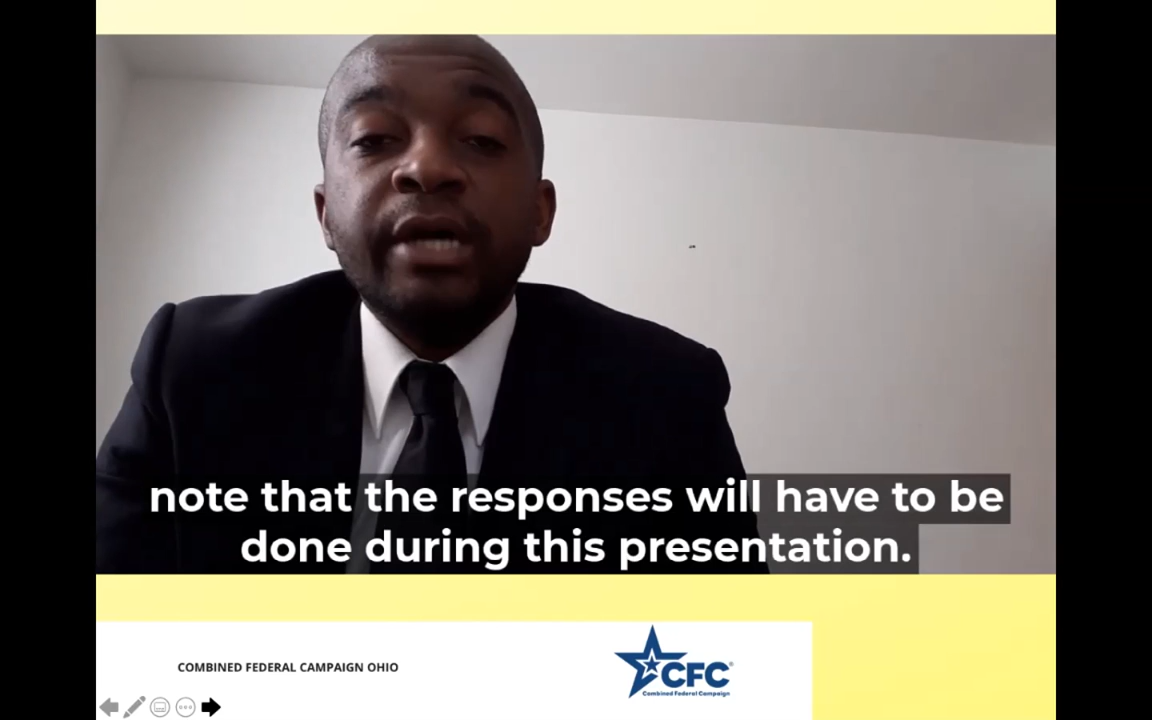 note that the responses will have to be
done during this presentation.
COMBINED FEDERAL CAMPAIGN OHIO
CFC®
Combined Federal Campaign